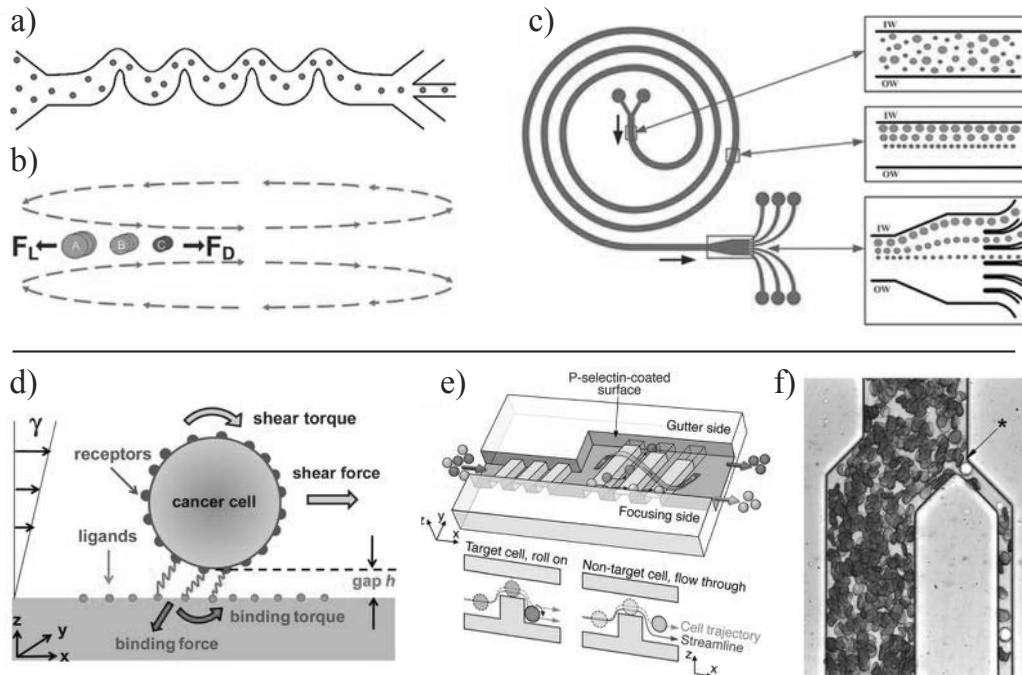 a)
b)
F_L
A
B
C
F_D
c)
IW
OW
IW
OW
IW
OW
d)
γ
shear torque
receptors
shear force
cancer cell
ligands
gap h
binding torque
binding force
z
y
x
e)
P-selectin-coated
surface
Gutter side
Focusing side
z
y
x
Target cell, roll on
Non-target cell, flow through
Cell trajectory
Streamline
z
x
f)
*